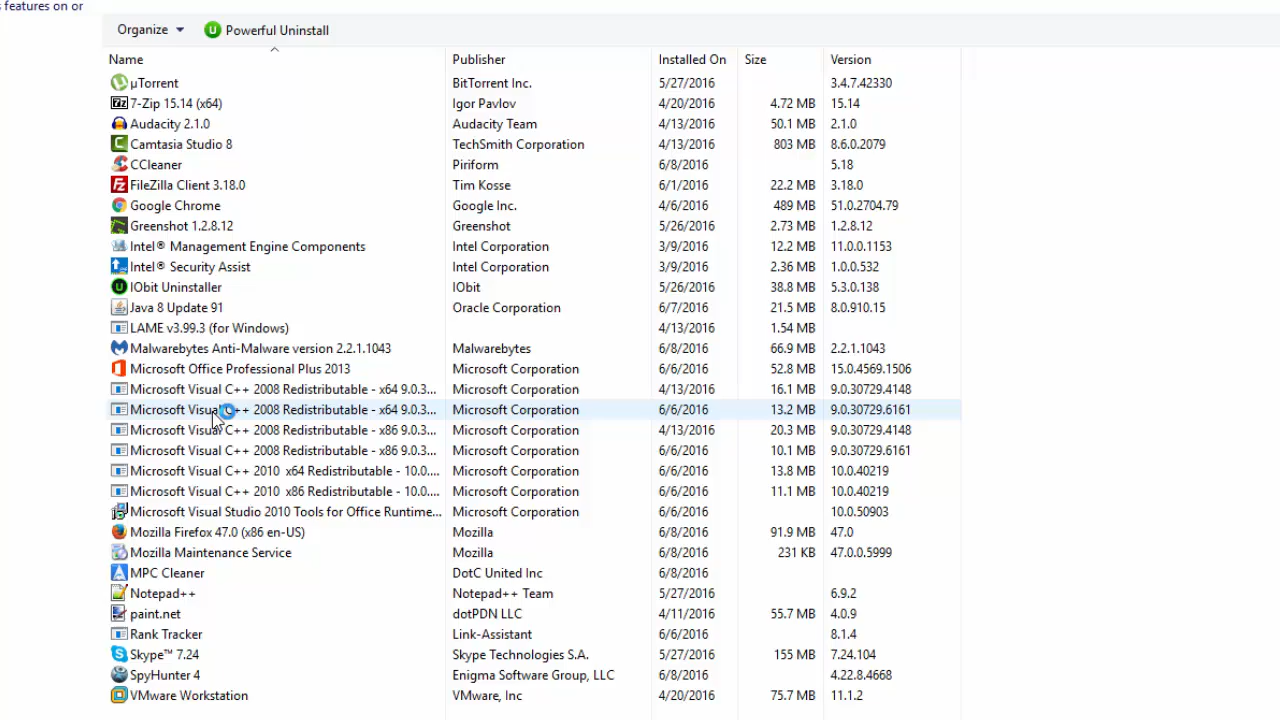 s features on or
Organize Powerful Uninstall
Name Publisher Installed On Size Version
µTorrent BitTorrent Inc. 5/27/2016 3.4.7.42330
7-Zip 15.14 (x64) Igor Pavlov 4/20/2016 4.72 MB 15.14
Audacity 2.1.0 Audacity Team 4/13/2016 50.1 MB 2.1.0
Camtasia Studio 8 TechSmith Corporation 4/13/2016 803 MB 8.6.0.2079
CCleaner Piriform 6/8/2016 5.18
FileZilla Client 3.18.0 Tim Kosse 6/1/2016 22.2 MB 3.18.0
Google Chrome Google Inc. 4/6/2016 489 MB 51.0.2704.79
Greenshot 1.2.8.12 Greenshot 5/26/2016 2.73 MB 1.2.8.12
Intel® Management Engine Components Intel Corporation 3/9/2016 12.2 MB 11.0.0.1153
Intel® Security Assist Intel Corporation 3/9/2016 2.36 MB 1.0.0.532
IObit Uninstaller IObit 5/26/2016 38.8 MB 5.3.0.138
Java 8 Update 91 Oracle Corporation 6/7/2016 21.5 MB 8.0.910.15
LAME v3.99.3 (for Windows) 4/13/2016 1.54 MB
Malwarebytes Anti-Malware version 2.2.1.1043 Malwarebytes 6/8/2016 66.9 MB 2.2.1.1043
Microsoft Office Professional Plus 2013 Microsoft Corporation 6/6/2016 52.8 MB 15.0.4569.1506
Microsoft Visual C++ 2008 Redistributable - x64 9.0.3... Microsoft Corporation 4/13/2016 16.1 MB 9.0.30729.4148
Microsoft Visual C++ 2008 Redistributable - x64 9.0.3... Microsoft Corporation 6/6/2016 13.2 MB 9.0.30729.6161
Microsoft Visual C++ 2008 Redistributable - x86 9.0.3... Microsoft Corporation 4/13/2016 20.3 MB 9.0.30729.4148
Microsoft Visual C++ 2008 Redistributable - x86 9.0.3... Microsoft Corporation 6/6/2016 10.1 MB 9.0.30729.6161
Microsoft Visual C++ 2010 x64 Redistributable - 10.0.... Microsoft Corporation 6/6/2016 13.8 MB 10.0.40219
Microsoft Visual C++ 2010 x86 Redistributable - 10.0.... Microsoft Corporation 6/6/2016 11.1 MB 10.0.40219
Microsoft Visual Studio 2010 Tools for Office Runtime... Microsoft Corporation 6/6/2016 10.0.50903
Mozilla Firefox 47.0 (x86 en-US) Mozilla 6/8/2016 91.9 MB 47.0
Mozilla Maintenance Service Mozilla 6/8/2016 231 KB 47.0.0.5999
MPC Cleaner DotC United Inc 6/8/2016
Notepad++ Notepad++ Team 5/27/2016 6.9.2
paint.net dotPDN LLC 4/11/2016 55.7 MB 4.0.9
Rank Tracker Link-Assistant 6/6/2016 8.1.4
Skype™ 7.24 Skype Technologies S.A. 5/27/2016 155 MB 7.24.104
SpyHunter 4 Enigma Software Group, LLC 6/8/2016 4.22.8.4668
VMware Workstation VMware, Inc 4/20/2016 75.7 MB 11.1.2